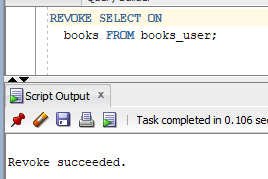 REVOKE SELECT ON
books FROM books_user;
Script Output x
Task completed in 0.106 sec
Revoke succeeded.